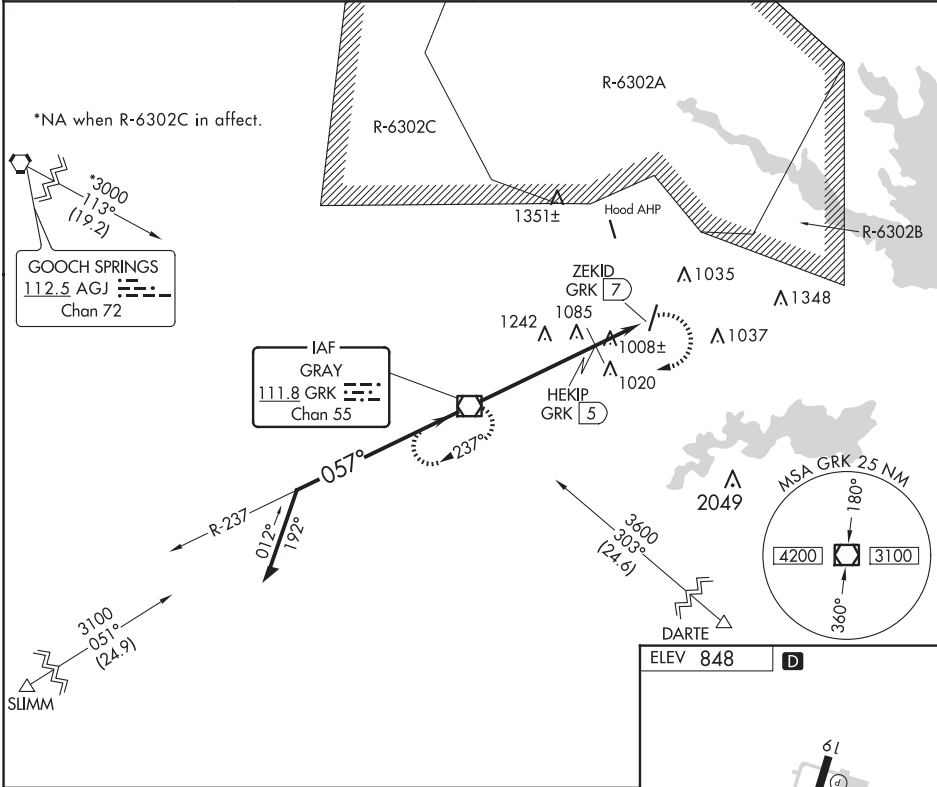 R-6302A
*NA when R-6302C in affect.
R-6302C
*3000
113°
(19.2)
1351±
Hood AHP
R-6302B
GOOCH SPRINGS
112.5 AGJ
Chan 72
ZEKID
GRK 7
1035
1348
1242
1085
1008±
1037
IAF
GRAY
111.8 GRK
Chan 55
1020
HEKIP
GRK 5
237°
057°
R-237
012°
192°
2049
MSA GRK 25 NM
180°
4200
3100
360°
3600
303°
(24.6)
DARTE
3100
051°
(24.9)
SLIMM
ELEV 848 D
19
P